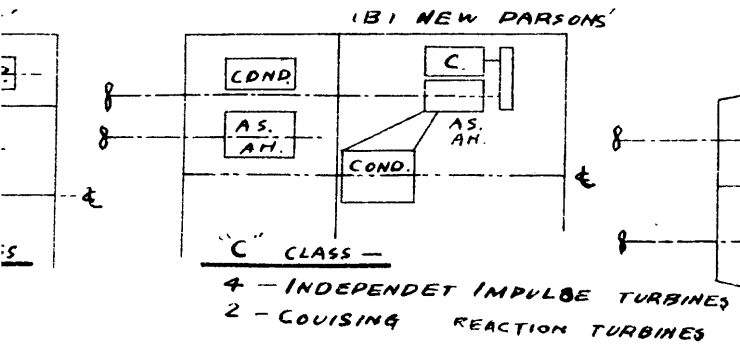 (B) NEW PARSONS'
C.
COND.
AS.
AH.
AS.
AH.
COND.
℄
℄
"C" CLASS —
4 — INDEPENDET IMPULSE TURBINES
2 — COUISING REACTION TURBINES